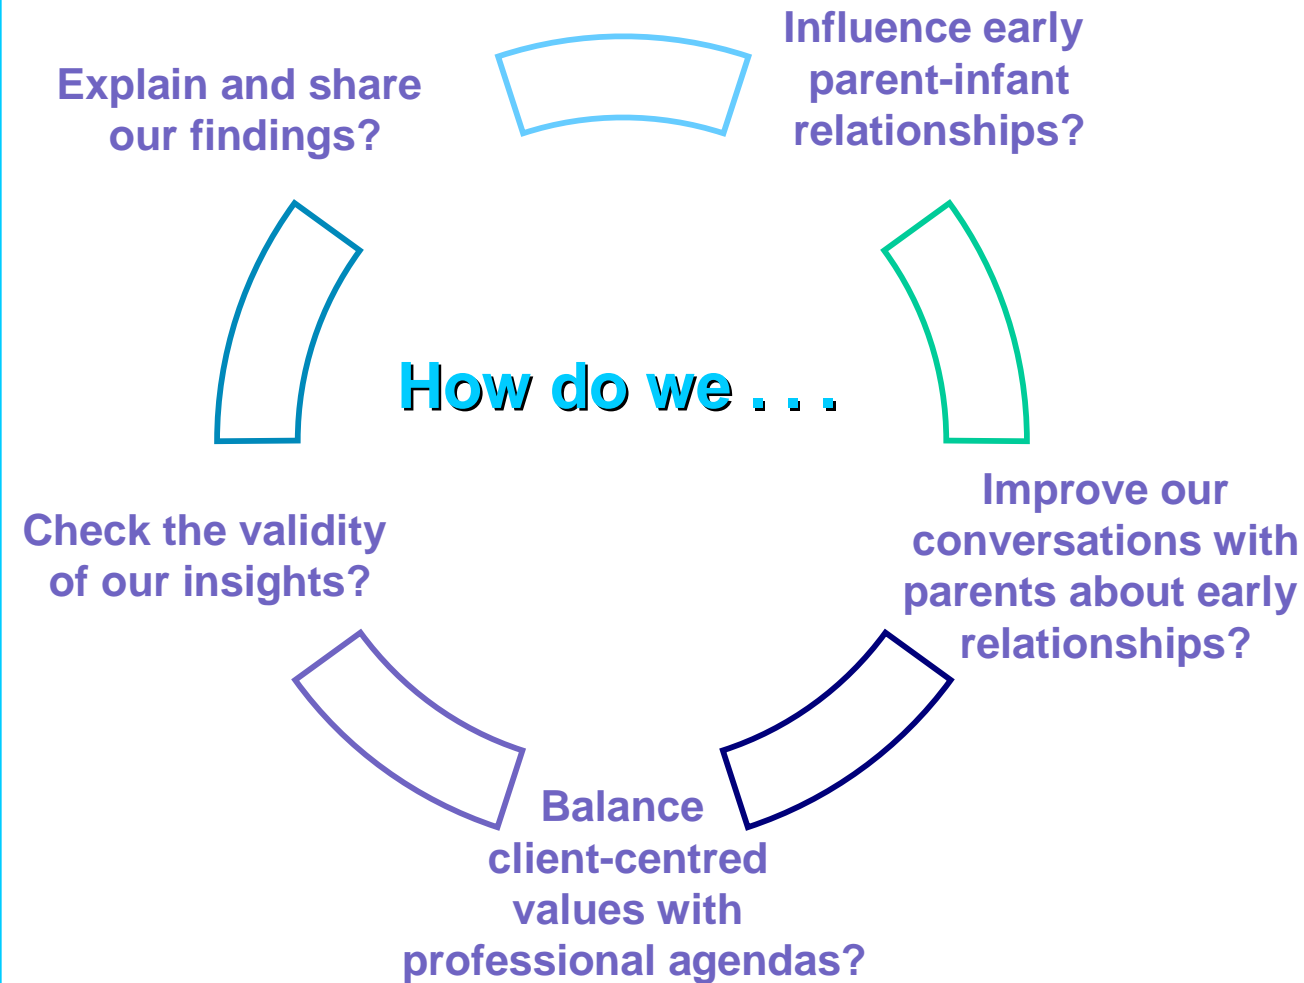 How do we . . .
Influence early
parent-infant
relationships?
Improve our
conversations with
parents about early
relationships?
Balance
client-centred
values with
professional agendas?
Check the validity
of our insights?
Explain and share
our findings?